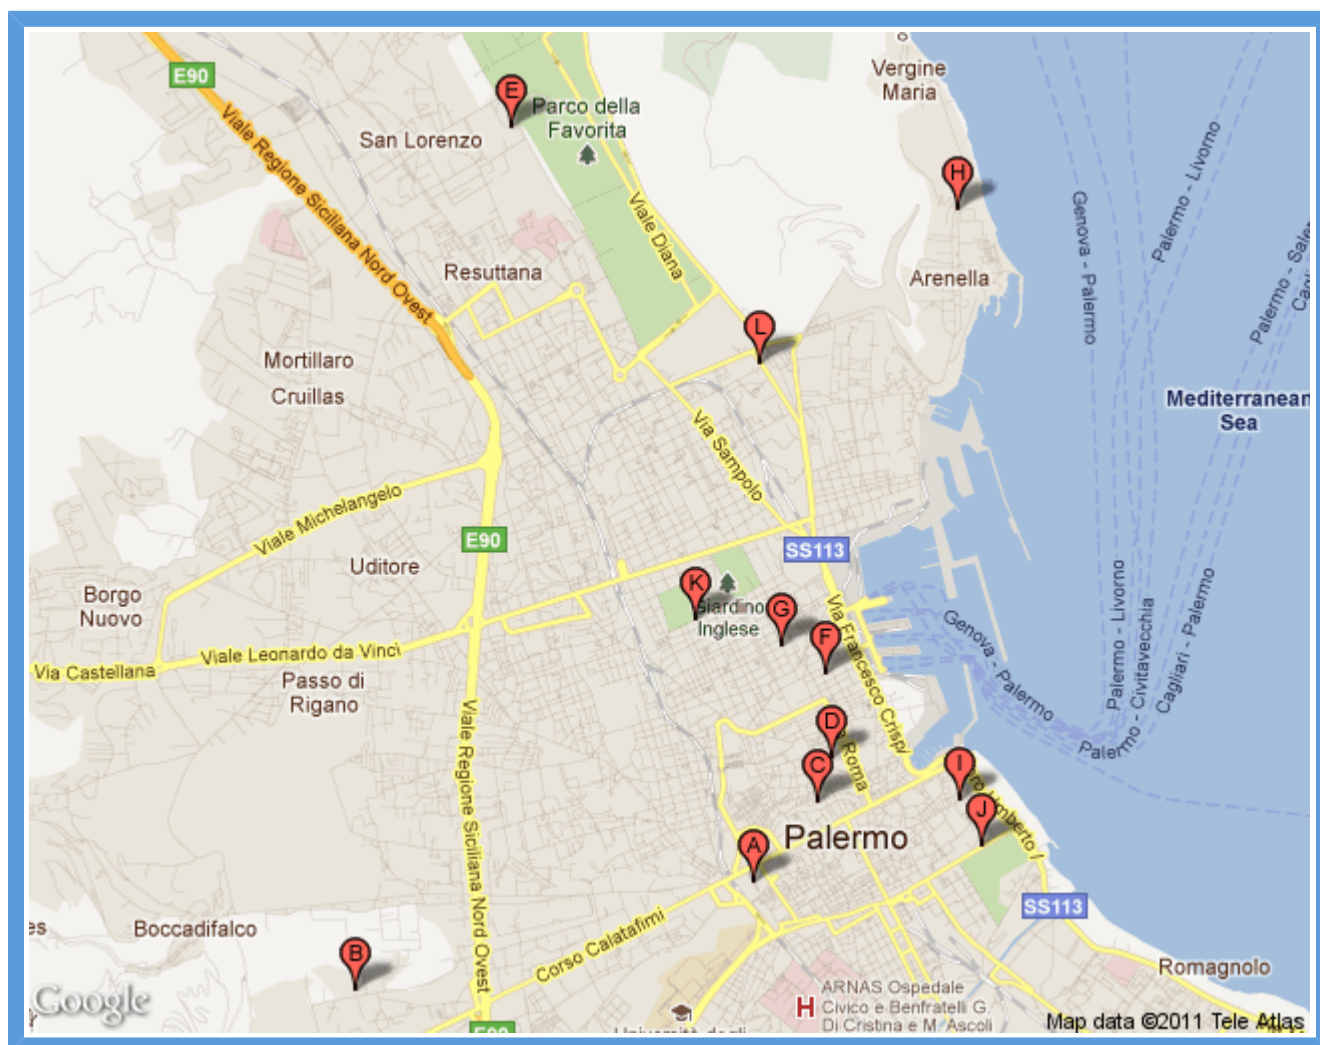 Vergine
Maria
E90
E
Parco della
Favorita
San Lorenzo
Viale Regione Siciliana Nord Ovest
H
Palermo - Livorno
Genova - Palermo
Viale Diana
Resuttana
Arenella
L
Mortillaro
Cruillas
Mediterranean
Sea
Via Sampolo
Viale Michelangelo
E90
SS113
Uditore
Borgo
Nuovo
K
Giardino
Inglese
G
F
Via Francesco Crispi
Genova - Palermo
Palermo - Livorno
Palermo - Civitavecchia
Cagliari - Palermo
Via Castellana
Viale Leonardo da Vinci
Passo di
Rigano
Viale Regione Siciliana Nord Ovest
D
Roma
C
I
Umberto I
J
Palermo
A
SS113
Boccadifalco
B
Corso Calatafimi
Romagnolo
Google
H
ARNAS Ospedale
Civico e Benfratelli G.
Di Cristina e M. Ascoli
E90
Map data ©2011 Tele Atlas